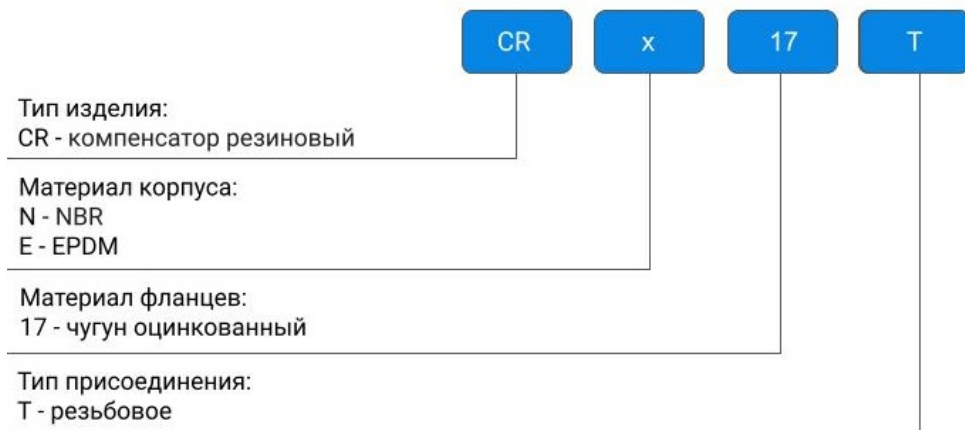 CR x 17 T
Тип изделия:
CR - компенсатор резиновый
Материал корпуса:
N - NBR
E - EPDM
Материал фланцев:
17 - чугун оцинкованный
Тип присоединения:
Т - резьбовое